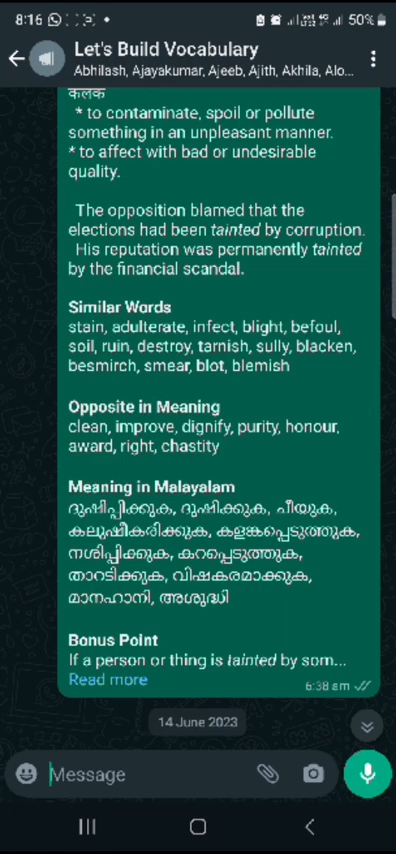 8:16 50%
Let's Build Vocabulary
Abhilash, Ajayakumar, Ajeeb, Ajith, Akhila, Alo...
* to contaminate, spoil or pollute
something in an unpleasant manner.
* to affect with bad or undesirable
quality.
The opposition blamed that the
elections had been tainted by corruption.
His reputation was permanently tainted
by the financial scandal.
Similar Words
stain, adulterate, infect, blight, befoul,
soil, ruin, destroy, tarnish, sully, blacken,
besmirch, smear, blot, blemish
Opposite in Meaning
clean, improve, dignify, purity, honour,
award, right, chastity
Meaning in Malayalam
ദുഷിപ്പിക്കുക, ദുഷിക്കുക, ചീയുക,
കലുഷീകരിക്കുക, കളങ്കപ്പെടുത്തുക,
നശിപ്പിക്കുക, കറപ്പെടുത്തുക,
താറടിക്കുക, വിഷകരമാക്കുക,
മാനഹാനി, അശുദ്ധി
Bonus Point
If a person or thing is tainted by som...
Read more
6:38 am
14 June 2023
Message